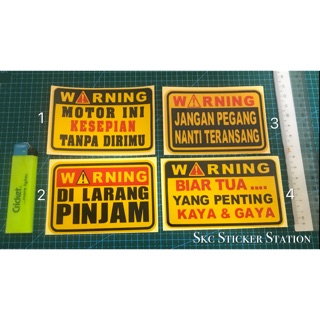 1
WARNING
MOTOR INI
KESEPIAN
TANPA DIRIMU
WARNING
JANGAN PEGANG
NANTI TERANSANG
3
Cricket
2
WARNING
DI LARANG
PINJAM
WARNING
BIAR TUA ....
YANG PENTING
KAYA & GAYA
4
SKC STICKER STATION